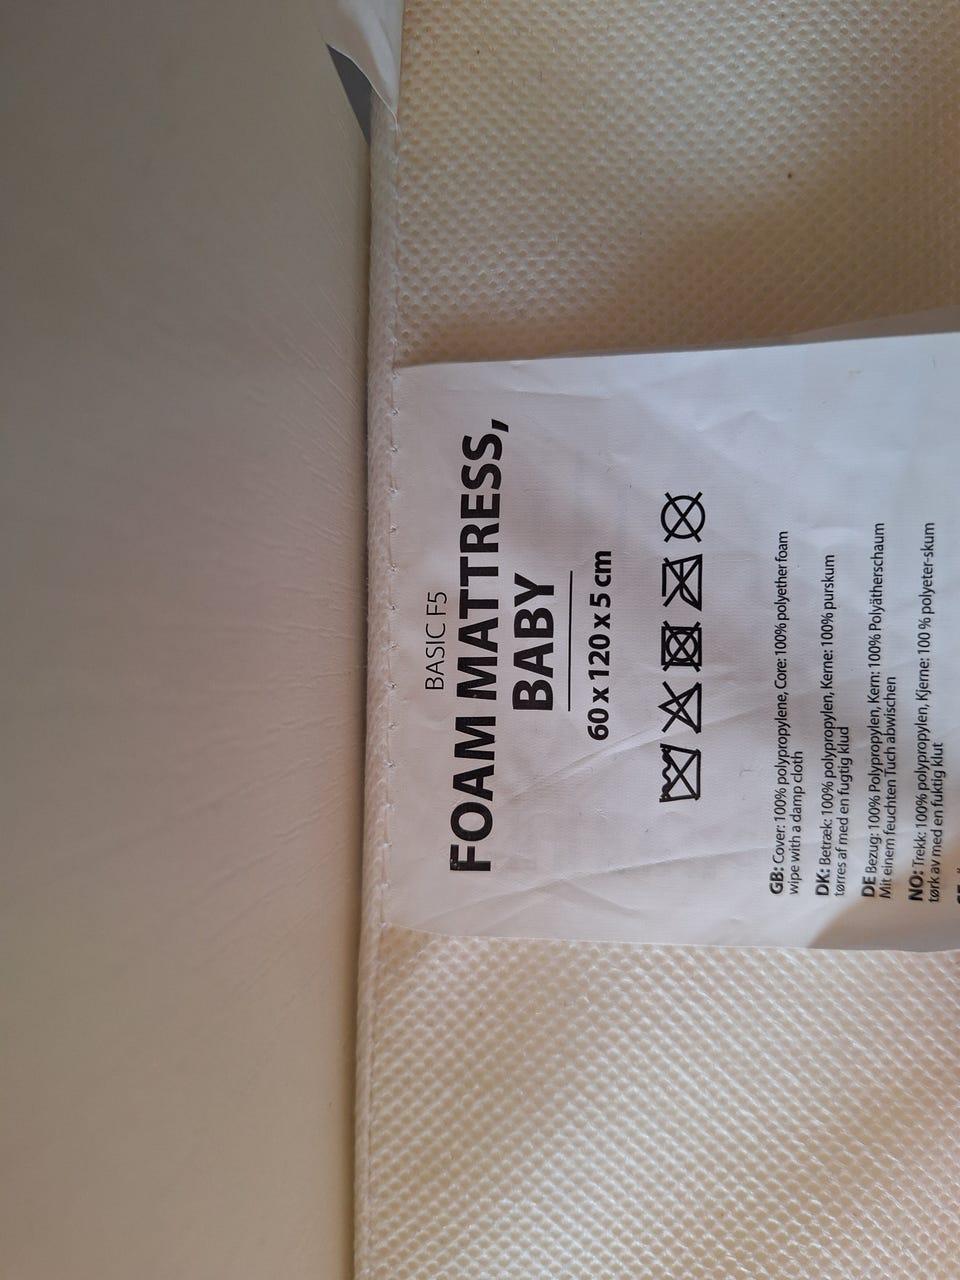 BASIC F5
FOAM MATTRESS,
BABY
60 x 120 x 5 cm
GB: Cover: 100% polypropylene, Core: 100% polyetherfoam
wipe with a damp cloth
DK: Betræk: 100% polypropylen, Kerne: 100% purskum
tørres af med en fugtig klud
DE Bezug: 100% Polypropylen, Kern: 100% Polyätherschaum
Mit einem feuchten Tuch abwischen
NO: Trekk: 100% polypropylen, Kjerne: 100 % polyeter-skum
tørk av med en fuktig klut